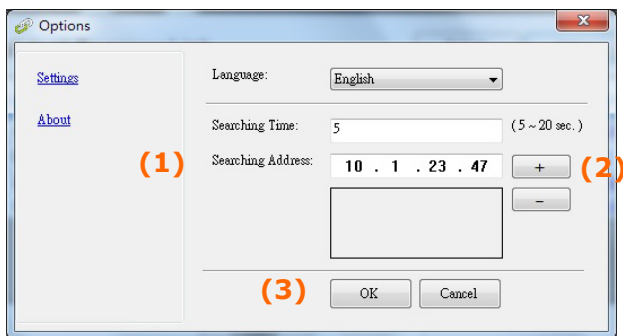 Options
Settings
About
Language:
English
Searching Time:
5
(5 ~ 20 sec.)
(1)
Searching Address:
10 . 1 . 23 . 47
+
(2)
-
(3)
OK
Cancel